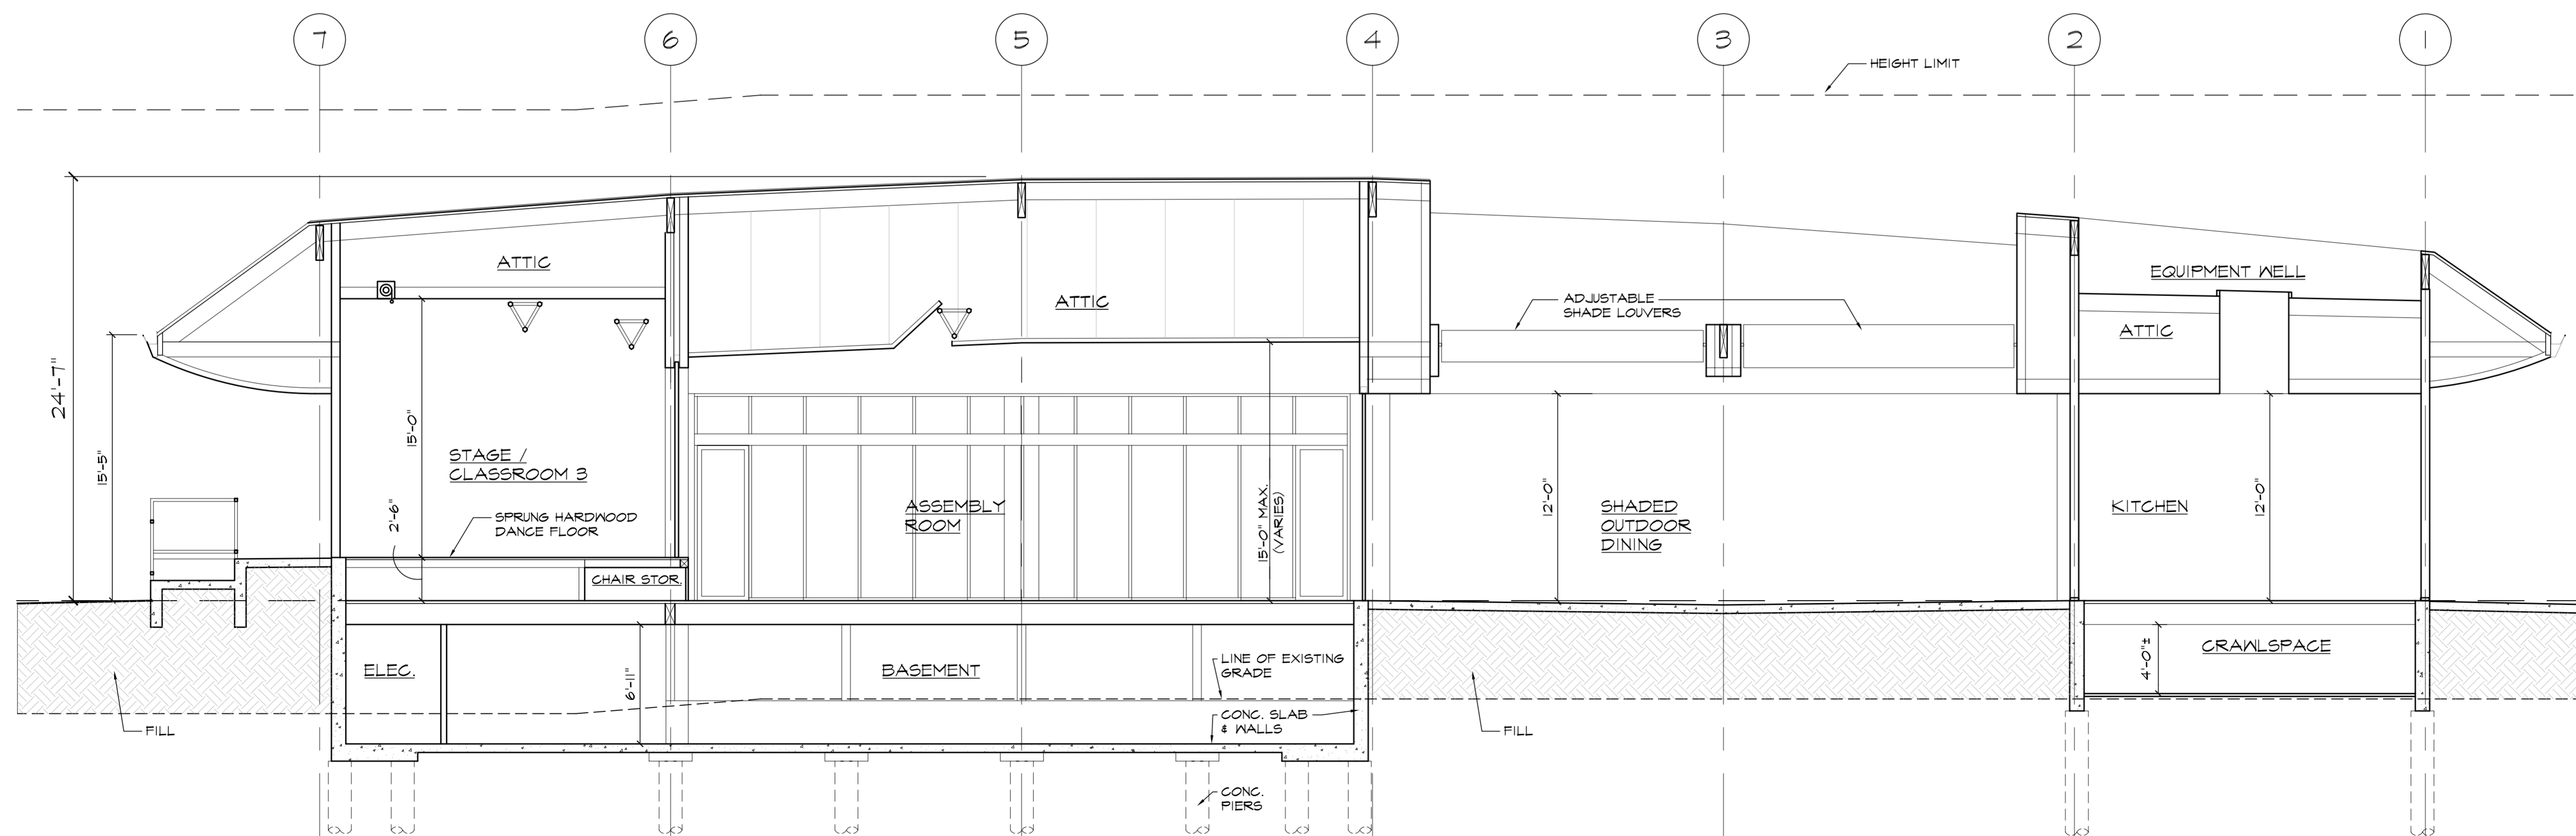 7
6
5
4
3
2
1
HEIGHT LIMIT
24'-7"
15'-5"
ATTIC
15'-0"
STAGE /
CLASSROOM 3
2'-6"
SPRUNG HARDWOOD
DANCE FLOOR
CHAIR STOR.
ATTIC
ASSEMBLY
ROOM
15'-0" MAX.
(VARIES)
ADJUSTABLE
SHADE LOUVERS
12'-0"
SHADED
OUTDOOR
DINING
EQUIPMENT WELL
ATTIC
KITCHEN
12'-0"
ELEC.
6'-11"
BASEMENT
LINE OF EXISTING
GRADE
CONC. SLAB
& WALLS
CONC.
PIERS
FILL
FILL
4'-0"±
CRAWLSPACE